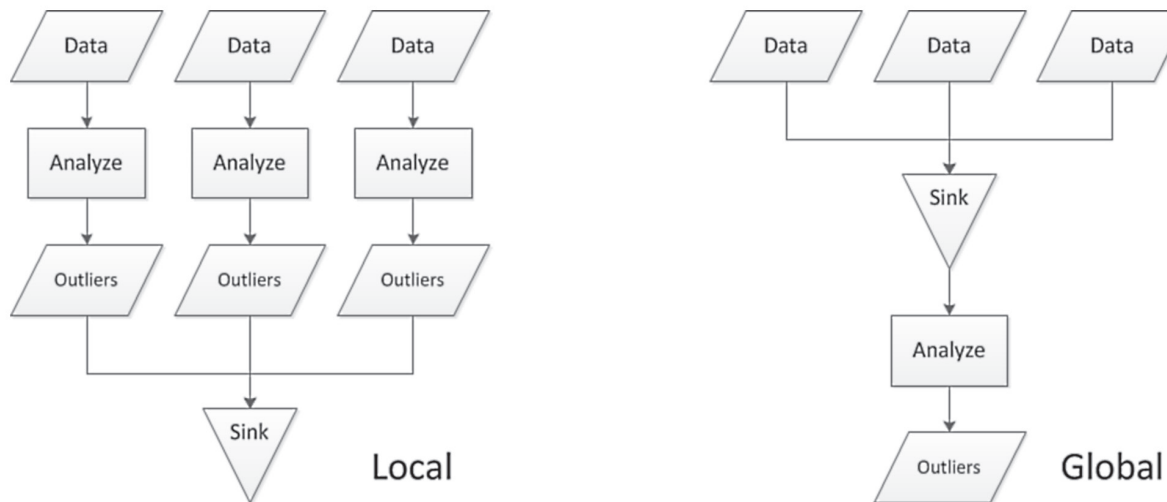 Data Data Data
Analyze Analyze Analyze
Outliers Outliers Outliers
Sink
Local
Data Data Data
Sink
Analyze
Outliers
Global